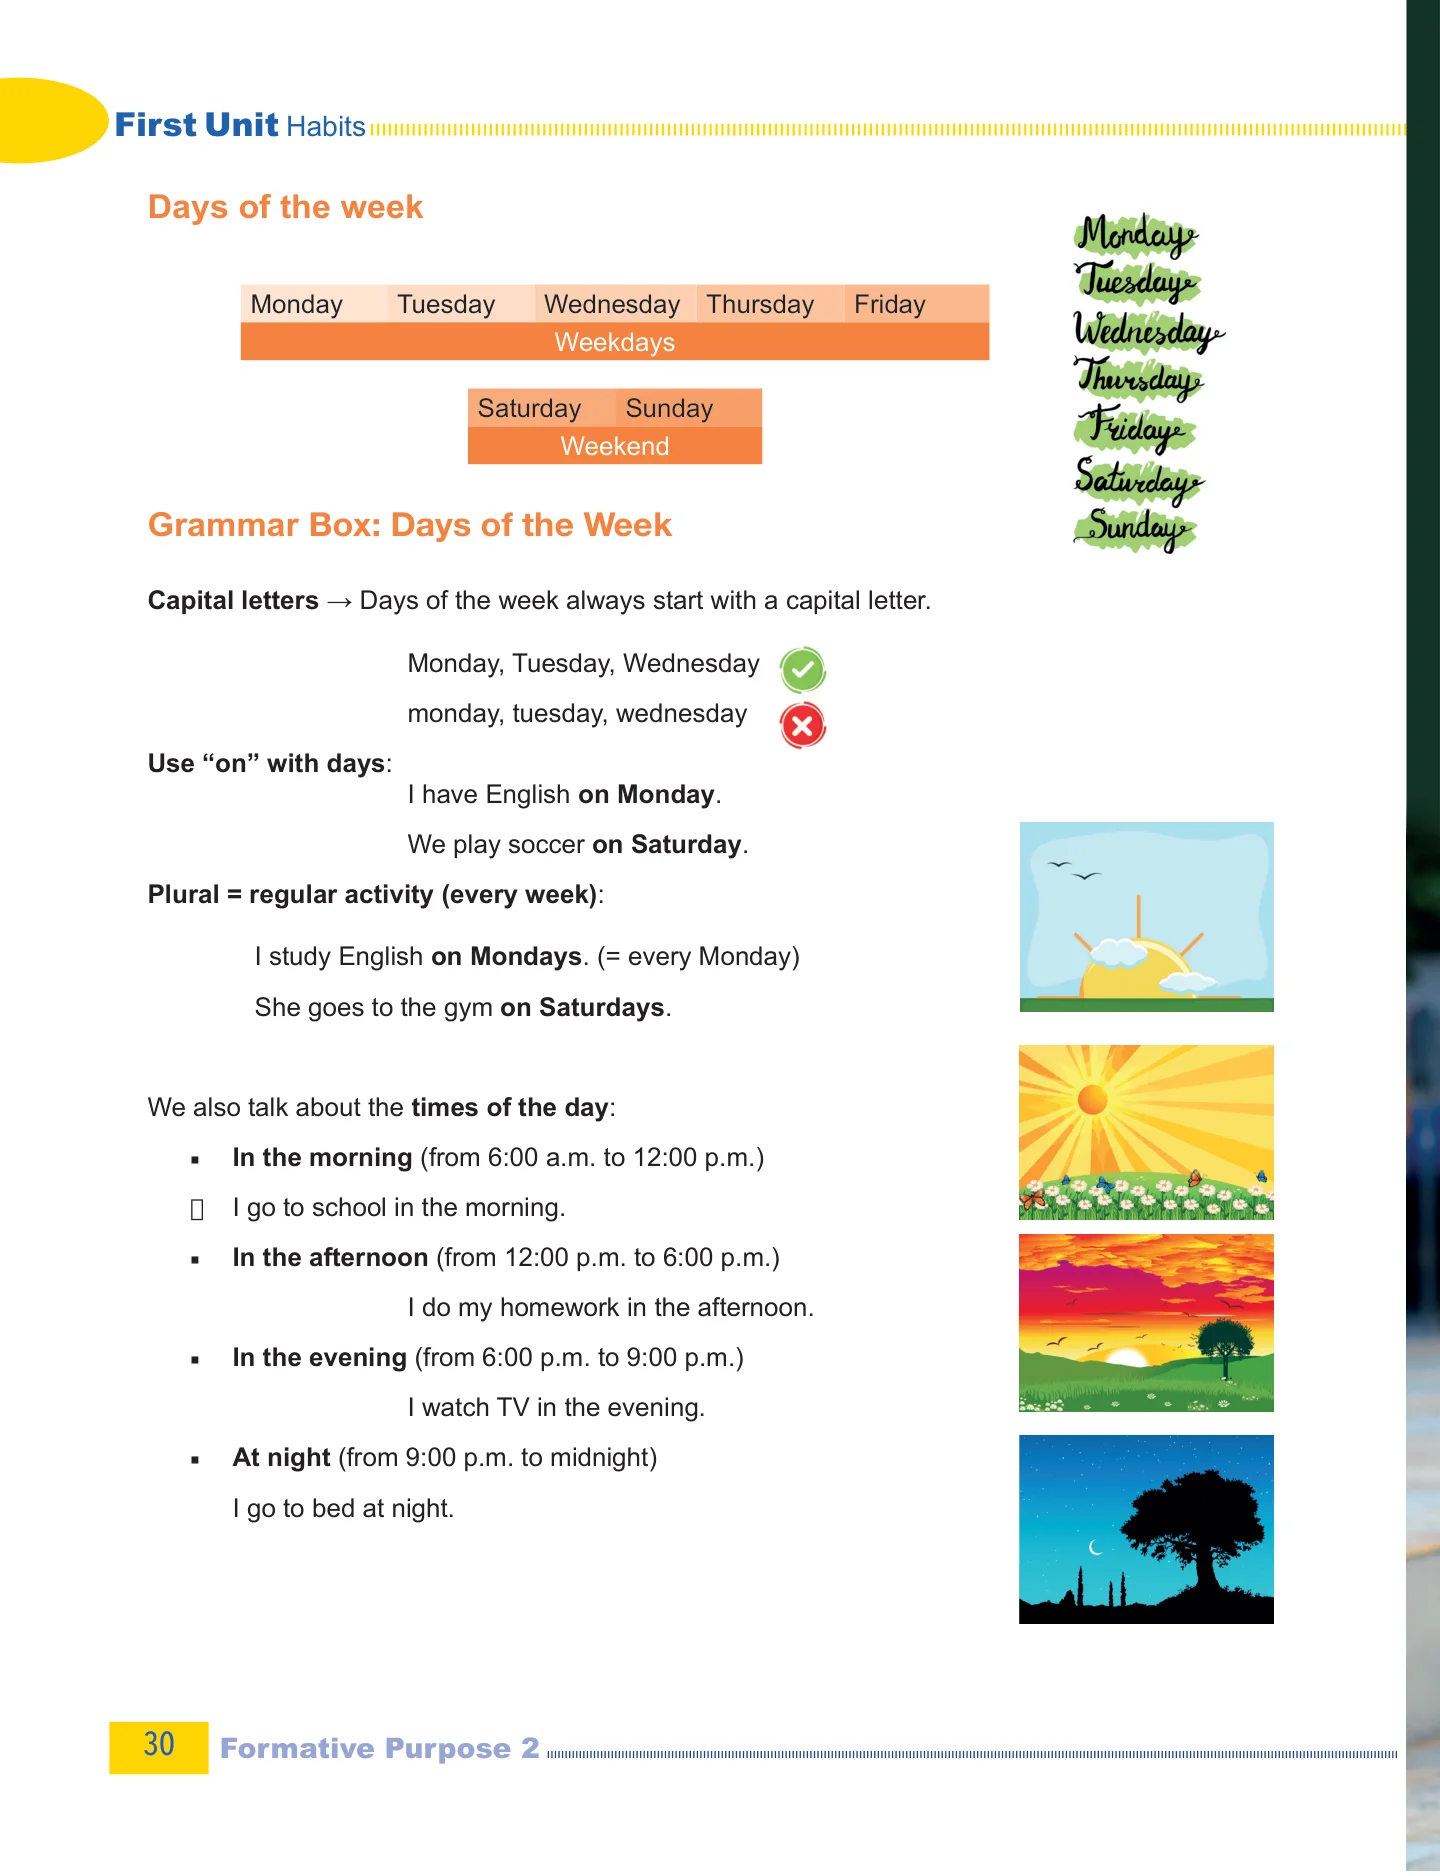 First Unit Habits
Days of the week
Monday Tuesday Wednesday Thursday Friday
Weekdays
Saturday Sunday
Weekend
Monday
Tuesday
Wednesday
Thursday
Friday
Saturday
Sunday
Grammar Box: Days of the Week
Capital letters → Days of the week always start with a capital letter.
Monday, Tuesday, Wednesday
monday, tuesday, wednesday
Use “on” with days:
I have English on Monday.
We play soccer on Saturday.
Plural = regular activity (every week):
I study English on Mondays. (= every Monday)
She goes to the gym on Saturdays.
We also talk about the times of the day:
▪ In the morning (from 6:00 a.m. to 12:00 p.m.)
I go to school in the morning.
▪ In the afternoon (from 12:00 p.m. to 6:00 p.m.)
I do my homework in the afternoon.
▪ In the evening (from 6:00 p.m. to 9:00 p.m.)
I watch TV in the evening.
▪ At night (from 9:00 p.m. to midnight)
I go to bed at night.
30 Formative Purpose 2